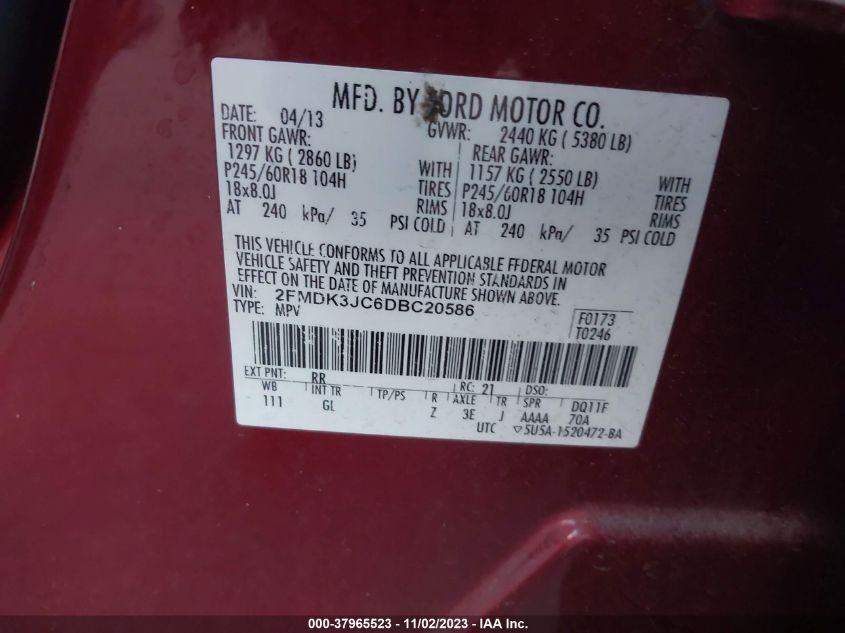 MFD. BY FORD MOTOR CO.
DATE: 04/13 GVWR: 2440 KG ( 5380 LB)
FRONT GAWR: REAR GAWR:
1297 KG ( 2860 LB) WITH 1157 KG ( 2550 LB) WITH
P245/60R18 104H TIRES P245/60R18 104H TIRES
18x8.0J RIMS 18x8.0J RIMS
AT 240 kPa/ 35 PSI COLD AT 240 kPa/ 35 PSI COLD
THIS VEHICLE CONFORMS TO ALL APPLICABLE FEDERAL MOTOR
VEHICLE SAFETY AND THEFT PREVENTION STANDARDS IN
EFFECT ON THE DATE OF MANUFACTURE SHOWN ABOVE.
VIN: 2FMDK3JC6DBC20586
TYPE: MPV F0173
T0246
EXT PNT: RR RC: 21 DSO:
WB INT TR TP/PS R AXLE TR SPR DQ11F
111 GL Z 3E J AAAA 70A
UTC ▽5U5A-1520472-BA
000-37965523 - 11/02/2023 - IAA Inc.